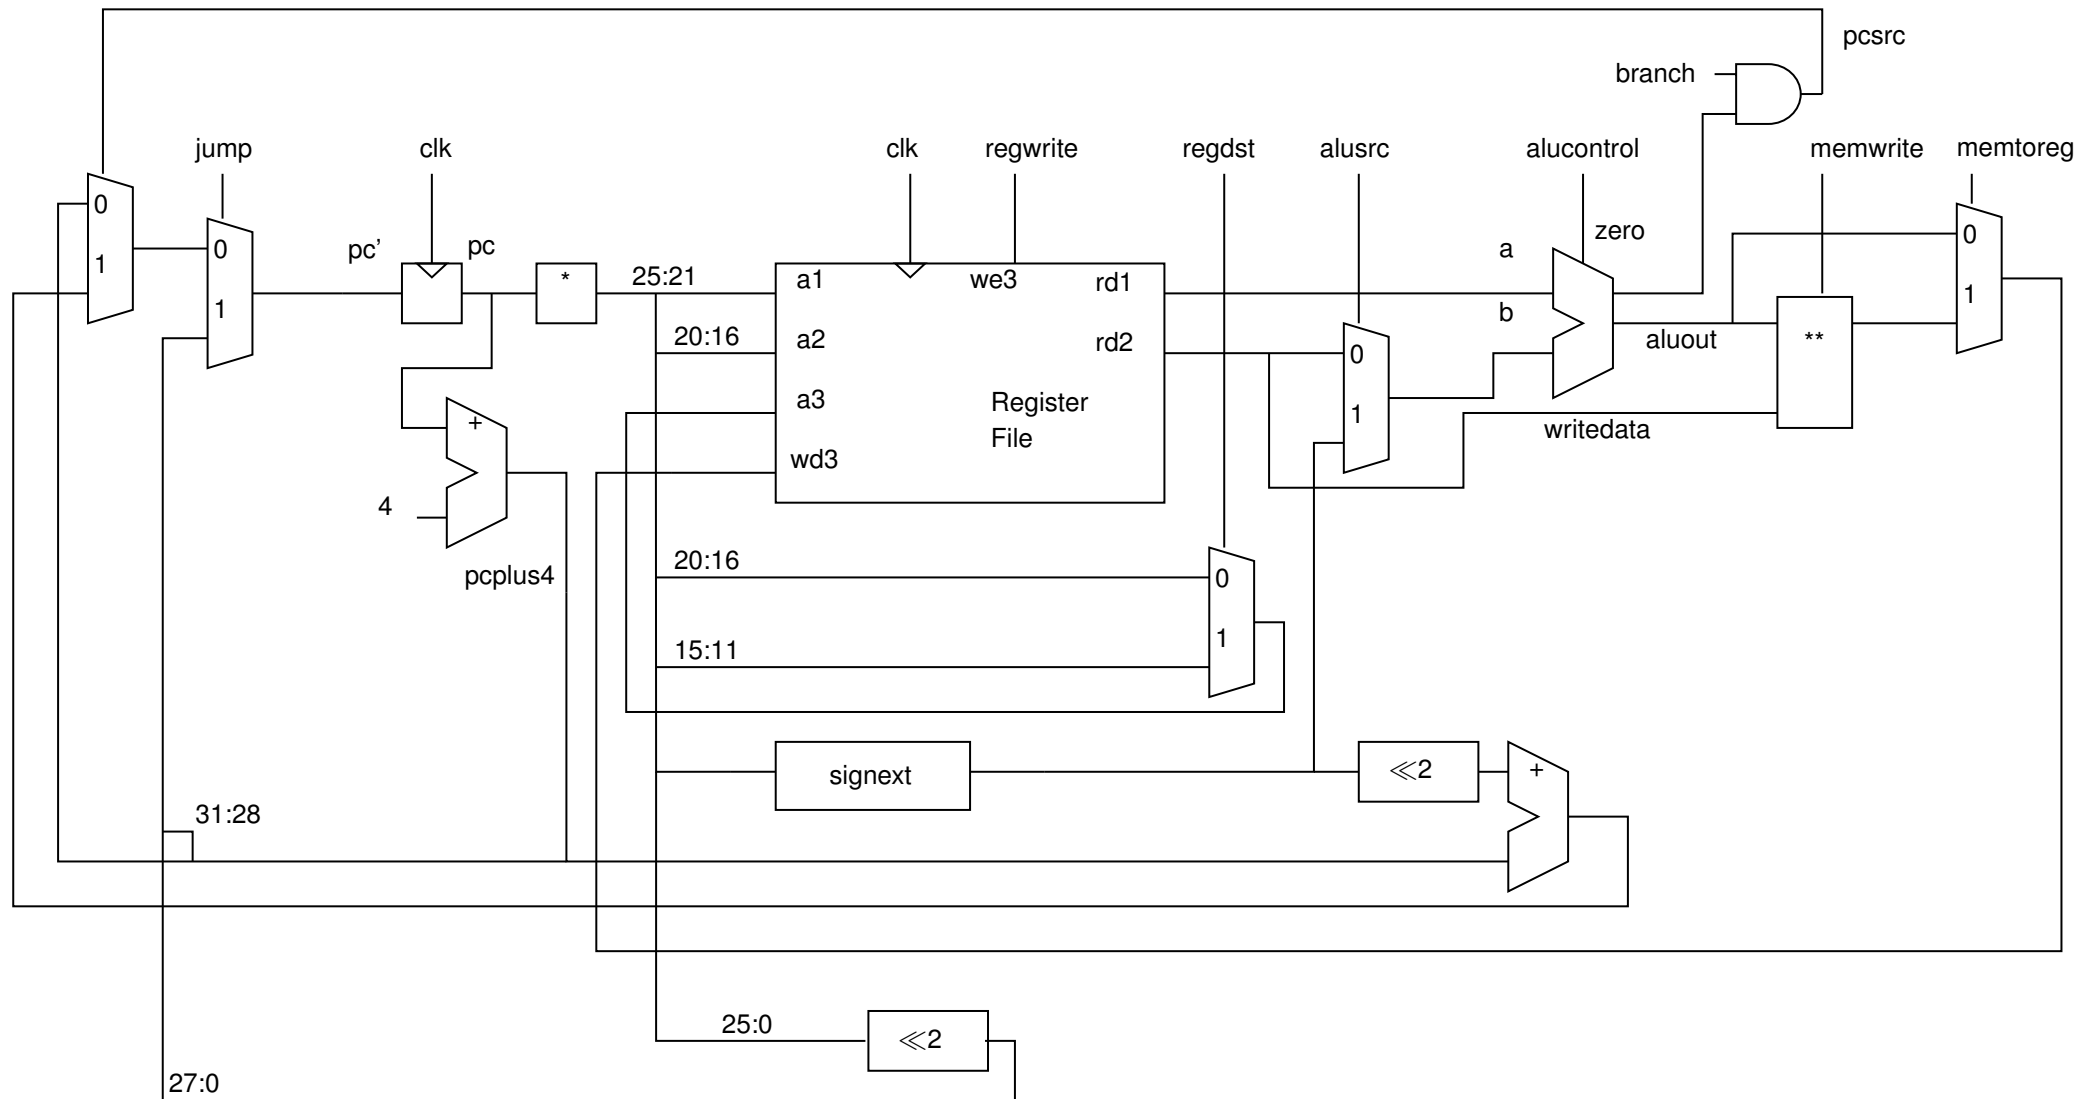 pcsrc
branch
jump
clk
clk
regwrite
regdst
alusrc
alucontrol
memwrite
memtoreg
0
1
0
1
pc’
pc
*
25:21
20:16
a1
a2
a3
wd3
we3
rd1
rd2
Register
File
0
1
a
b
zero
aluout
writedata
**
0
1
+
4
pcplus4
20:16
15:11
0
1
signext
≪2
+
31:28
25:0
≪2
27:0